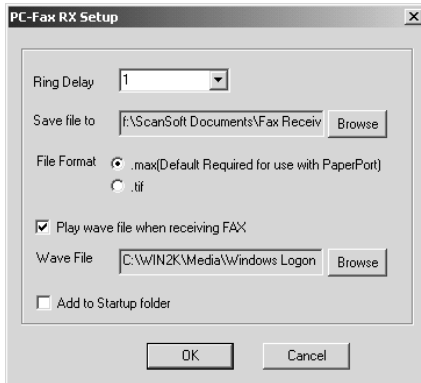 PC-Fax RX Setup
Ring Delay 1
Save file to f:\ScanSoft Documents\Fax Receiv Browse
File Format .max(Default Required for use with PaperPort)
.tif
Play wave file when receiving FAX
Wave File C:\WIN2K\Media\Windows Logon Browse
Add to Startup folder
OK Cancel